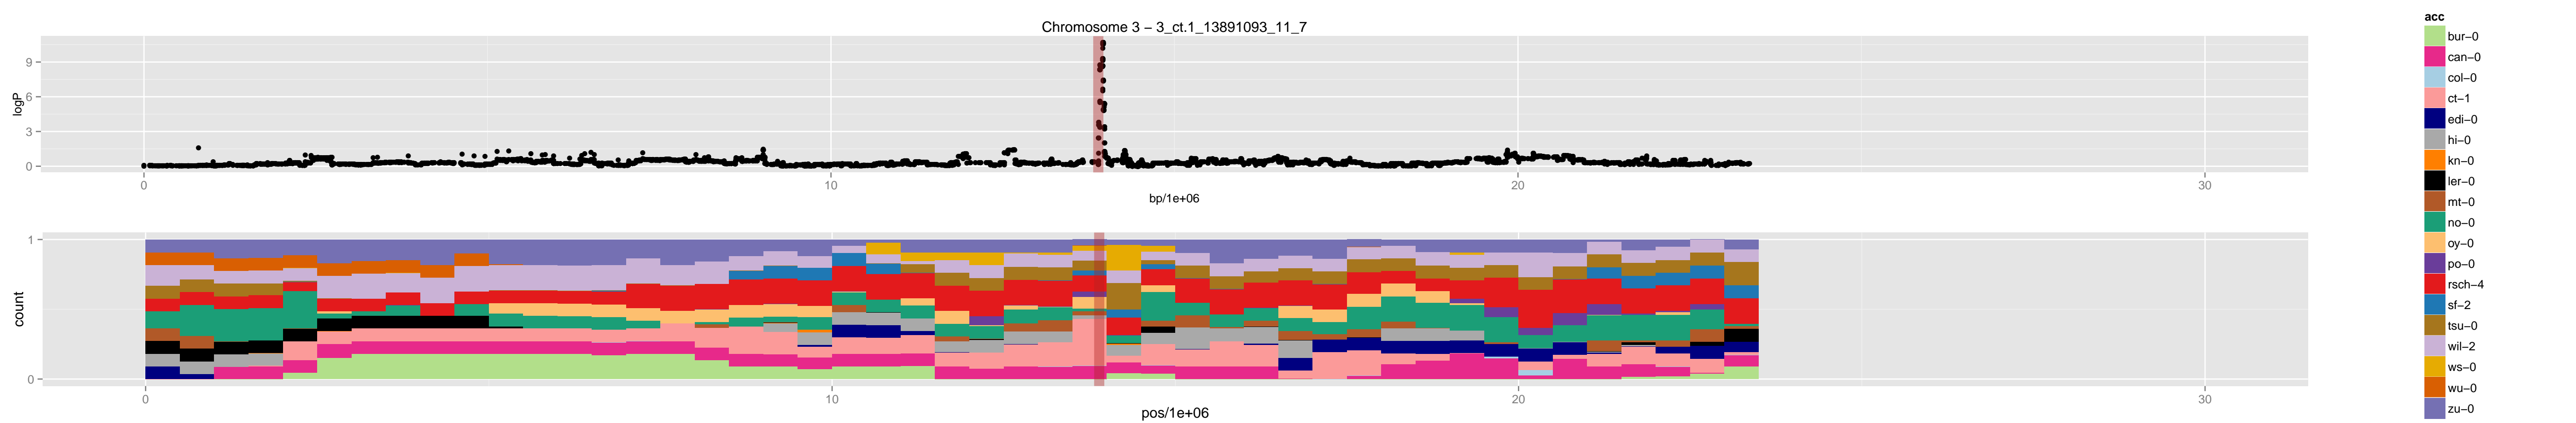 Chromosome 3 – 3_ct.1_13891093_11_7
logP
9
6
3
0
0
10
20
30
bp/1e+06
count
1
0
0
10
20
30
pos/1e+06
acc
bur−0
can−0
col−0
ct−1
edi−0
hi−0
kn−0
ler−0
mt−0
no−0
oy−0
po−0
rsch−4
sf−2
tsu−0
wil−2
ws−0
wu−0
zu−0